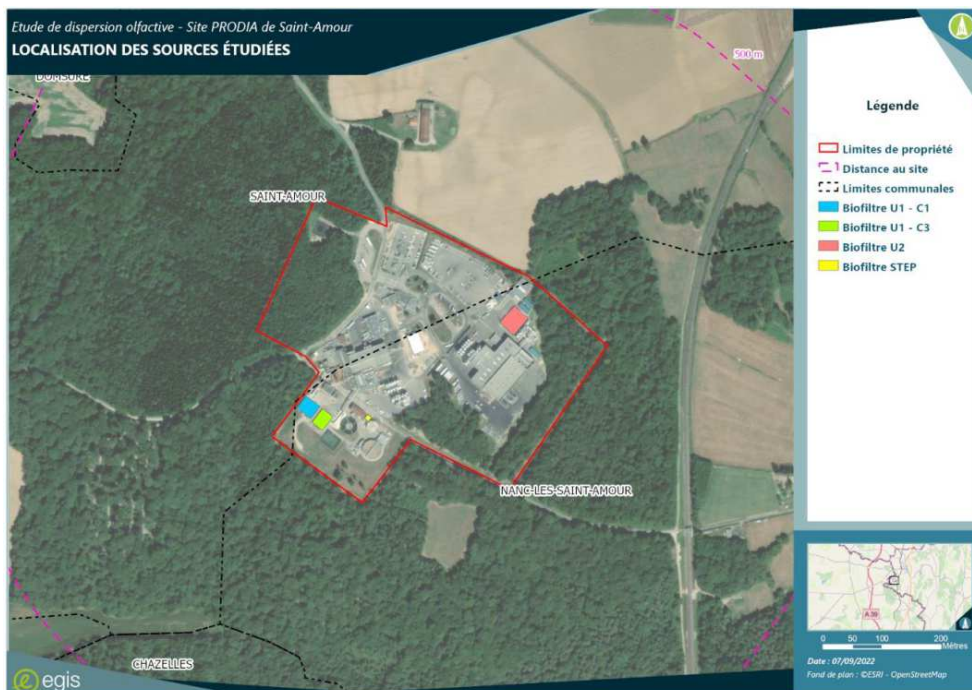 Etude de dispersion olfactive - Site PRODIA de Saint-Amour
LOCALISATION DES SOURCES ÉTUDIÉES
DOMSURE
500 m
SAINT-AMOUR
NANC-LES-SAINT-AMOUR
CHAZELLES
egis
Légende
Limites de propriété
Distance au site
Limites communales
Biofiltre U1 - C1
Biofiltre U1 - C3
Biofiltre U2
Biofiltre STEP
A 39
0 50 100 200
Mètres
Date : 07/09/2022
Fond de plan : ©ESRI - OpenStreetMap